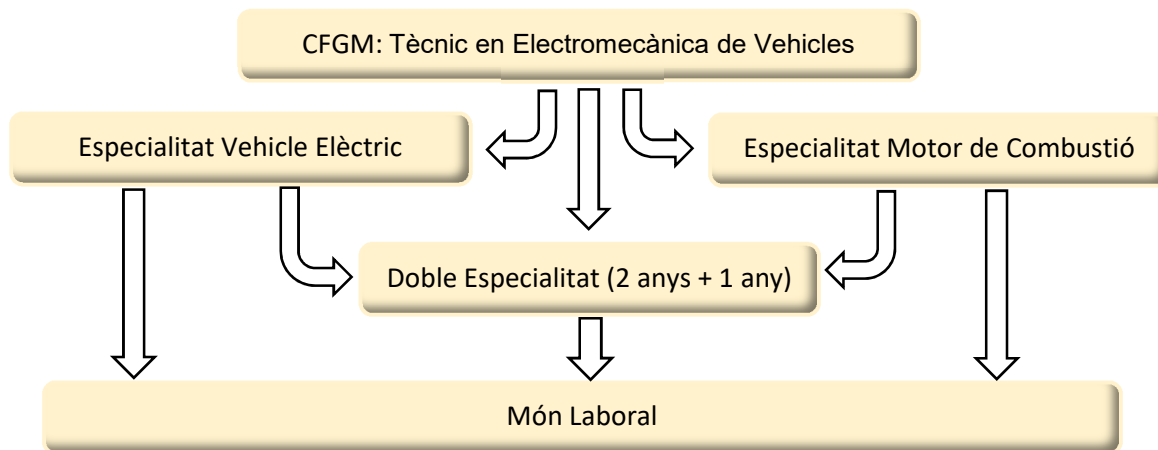 CFGM: Tècnic en Electromecànica de Vehicles
Especialitat Vehicle Elèctric
Especialitat Motor de Combustió
Doble Especialitat (2 anys + 1 any)
Món Laboral